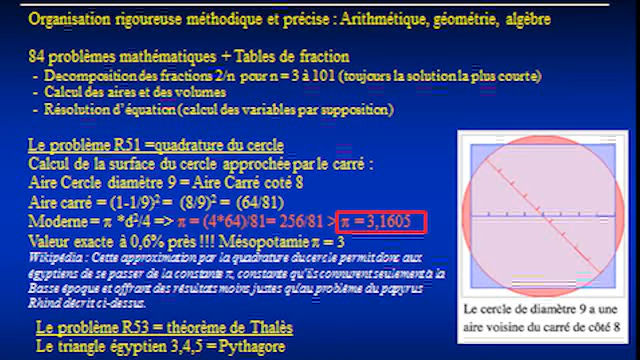 Organisation rigoureuse méthodique et précise : Arithmétique, géométrie, algèbre
84 problèmes mathématiques + Tables de fraction
- Decomposition des fractions 2/n pour n = 3 à 101 (toujours la solution la plus courte)
- Calcul des aires et des volumes
- Résolution d'équation (calcul des variables par supposition)
Le problème R51 =quadrature du cercle
Calcul de la surface du cercle approchée par le carré :
Aire Cercle diamètre 9 = Aire Carré coté 8
Aire carré = (1-1/9)² = (8/9)² = (64/81)
Moderne = π *d²/4 => π = (4*64)/81= 256/81 > π = 3,1605
Valeur exacte à 0,6% près !!! Mésopotamie π = 3
Wikipédia : Cette approximation par la quadrature du cercle permit donc aux
égyptiens de se passer de la constante π, constante qu'ils connurent seulement à la
Basse époque et offrant des résultats moins justes qu'au problème du papyrus
Rhind décrit ci-dessus.
Le problème R53 = théorème de Thalès
Le triangle égyptien 3,4,5 = Pythagore
Le cercle de diamètre 9 a une
aire voisine du carré de côté 8